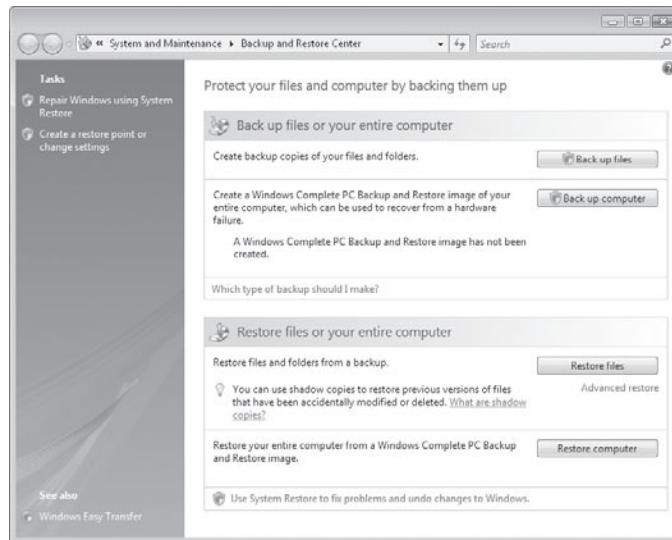 « System and Maintenance ▸ Backup and Restore Center
Search
Tasks
Repair Windows using System
Restore
Create a restore point or
change settings
Protect your files and computer by backing them up
Back up files or your entire computer
Create backup copies of your files and folders.
Back up files
Create a Windows Complete PC Backup and Restore image of your
entire computer, which can be used to recover from a hardware
failure.
Back up computer
A Windows Complete PC Backup and Restore image has not been
created.
Which type of backup should I make?
Restore files or your entire computer
Restore files and folders from a backup.
Restore files
You can use shadow copies to restore previous versions of files
that have been accidentally modified or deleted. What are shadow
copies?
Advanced restore
Restore your entire computer from a Windows Complete PC Backup
and Restore image.
Restore computer
Use System Restore to fix problems and undo changes to Windows.
See also
Windows Easy Transfer